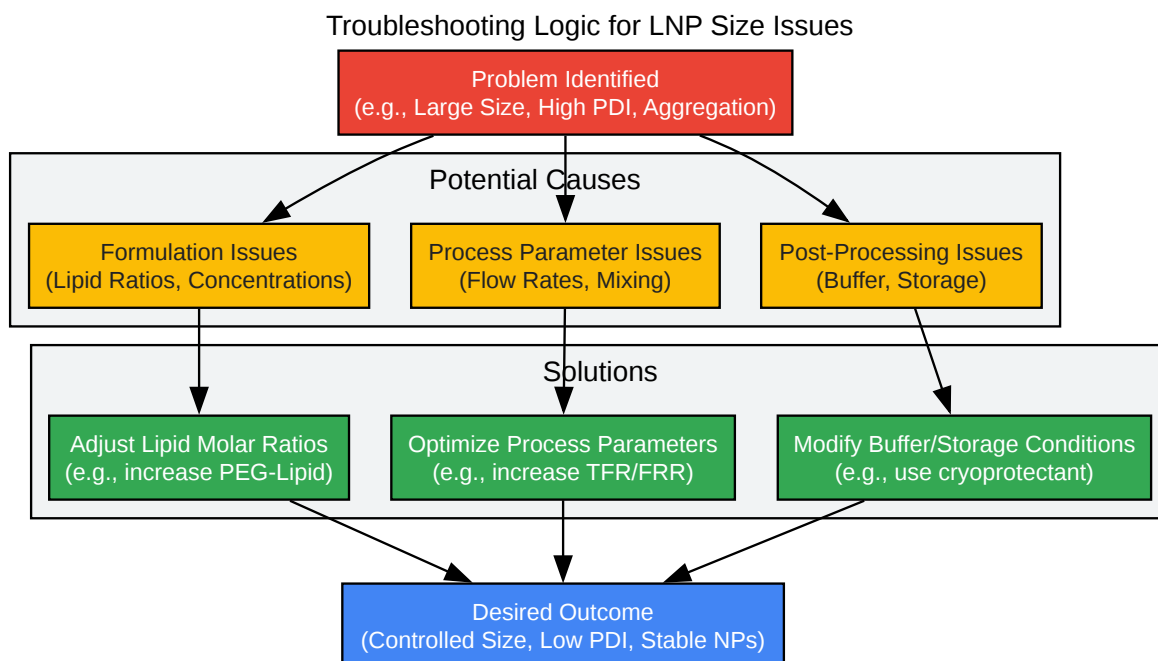 Troubleshooting Logic for LNP Size Issues
Problem Identified
(e.g., Large Size, High PDI, Aggregation)
Potential Causes
Formulation Issues
(Lipid Ratios, Concentrations)
Process Parameter Issues
(Flow Rates, Mixing)
Post-Processing Issues
(Buffer, Storage)
Solutions
Adjust Lipid Molar Ratios
(e.g., increase PEG-Lipid)
Optimize Process Parameters
(e.g., increase TFR/FRR)
Modify Buffer/Storage Conditions
(e.g., use cryoprotectant)
Desired Outcome
(Controlled Size, Low PDI, Stable NPs)